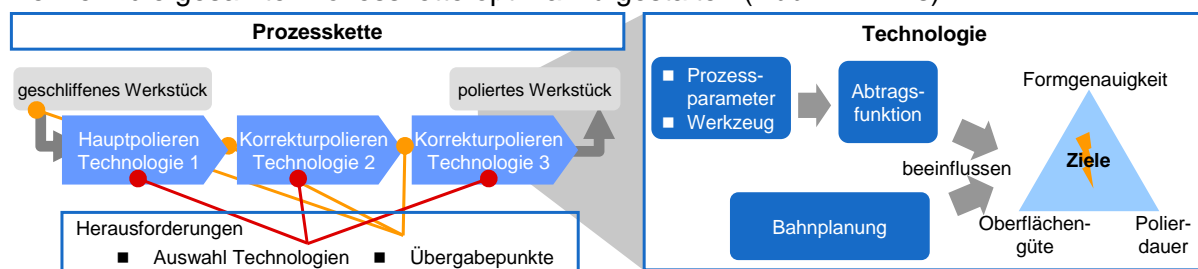 Prozesskette
geschliffenes Werkstück
poliertes Werkstück
Hauptpolieren
Technologie 1
Korrekturpolieren
Technologie 2
Korrekturpolieren
Technologie 3
Herausforderungen
■ Auswahl Technologien ■ Übergabepunkte
Technologie
■ Prozess-
parameter
■ Werkzeug
Abtrags-
funktion
Bahnplanung
beeinflussen
Formgenauigkeit
Ziele
Oberflächen-
güte
Polier-
dauer